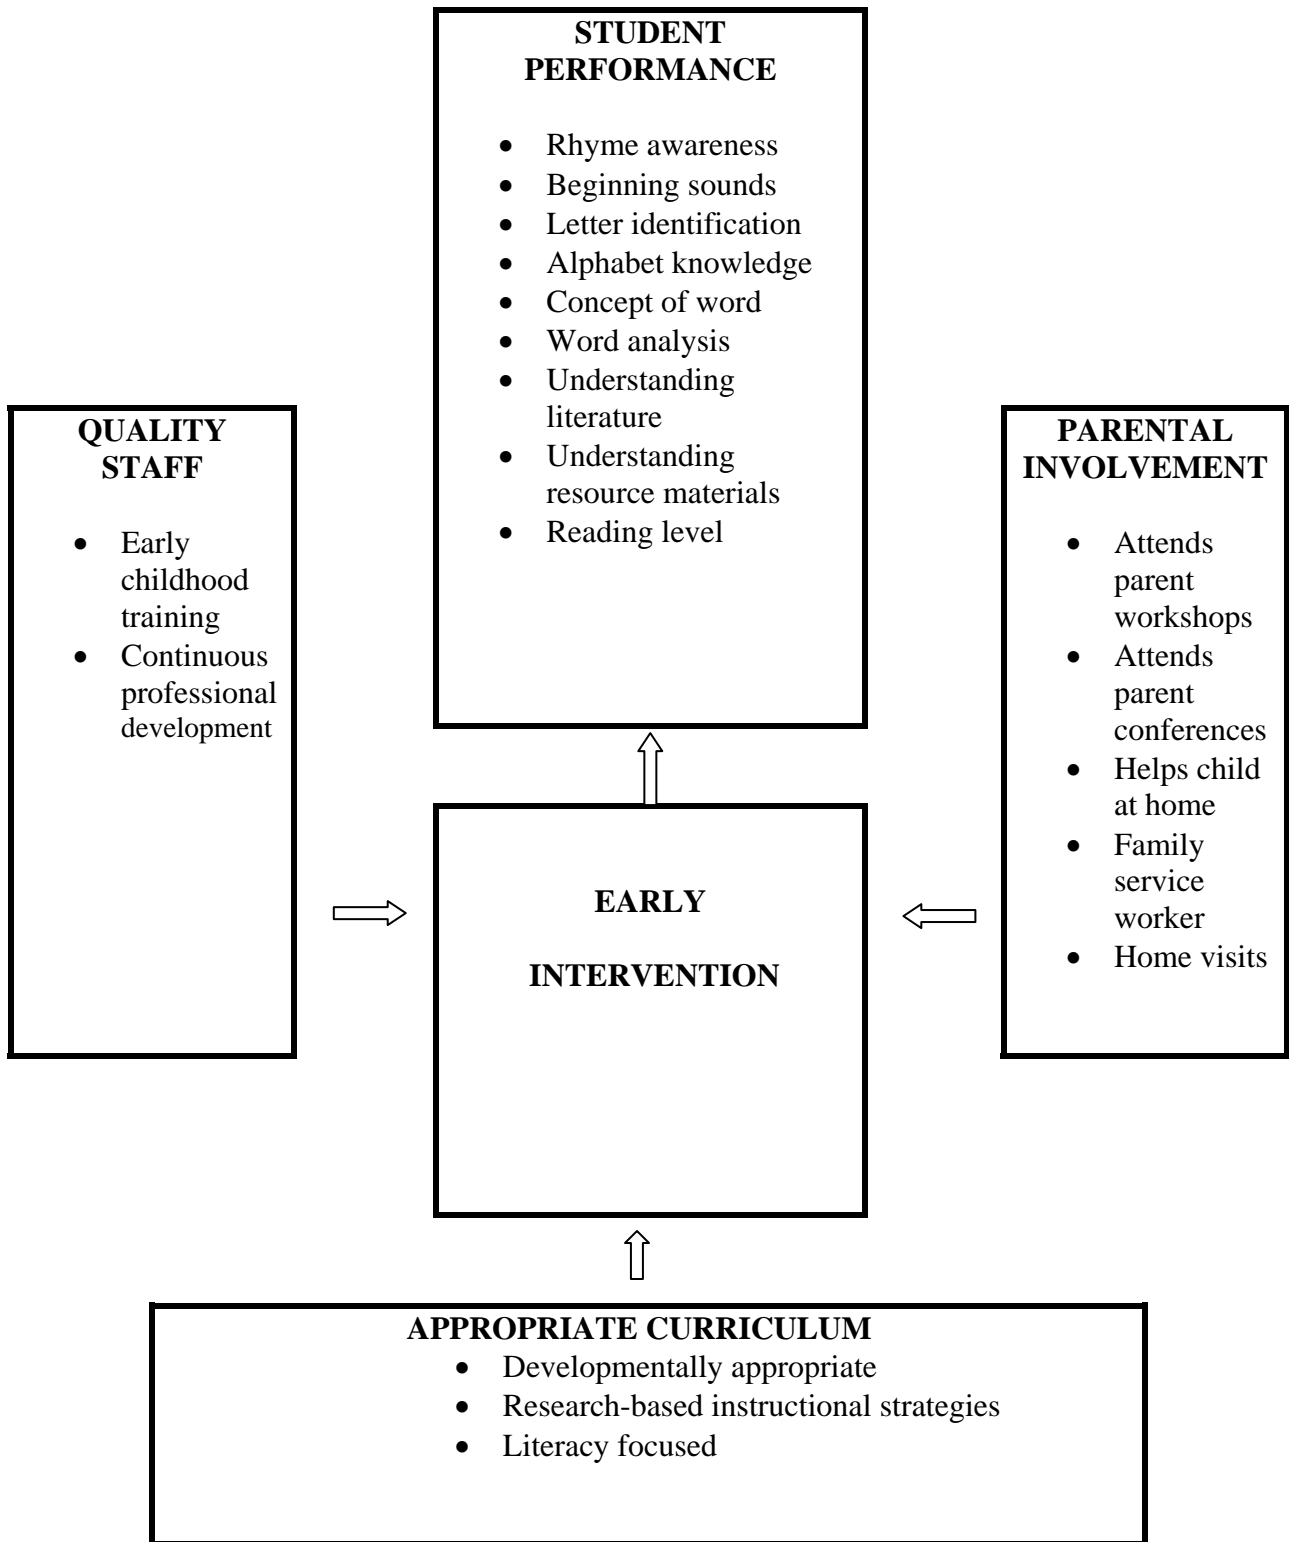 STUDENT
PERFORMANCE
• Rhyme awareness
• Beginning sounds
• Letter identification
• Alphabet knowledge
• Concept of word
• Word analysis
• Understanding
literature
• Understanding
resource materials
• Reading level
QUALITY
STAFF
• Early
childhood
training
• Continuous
professional
development
PARENTAL
INVOLVEMENT
• Attends
parent
workshops
• Attends
parent
conferences
• Helps child
at home
• Family
service
worker
• Home visits
EARLY
INTERVENTION
APPROPRIATE CURRICULUM
• Developmentally appropriate
• Research-based instructional strategies
• Literacy focused